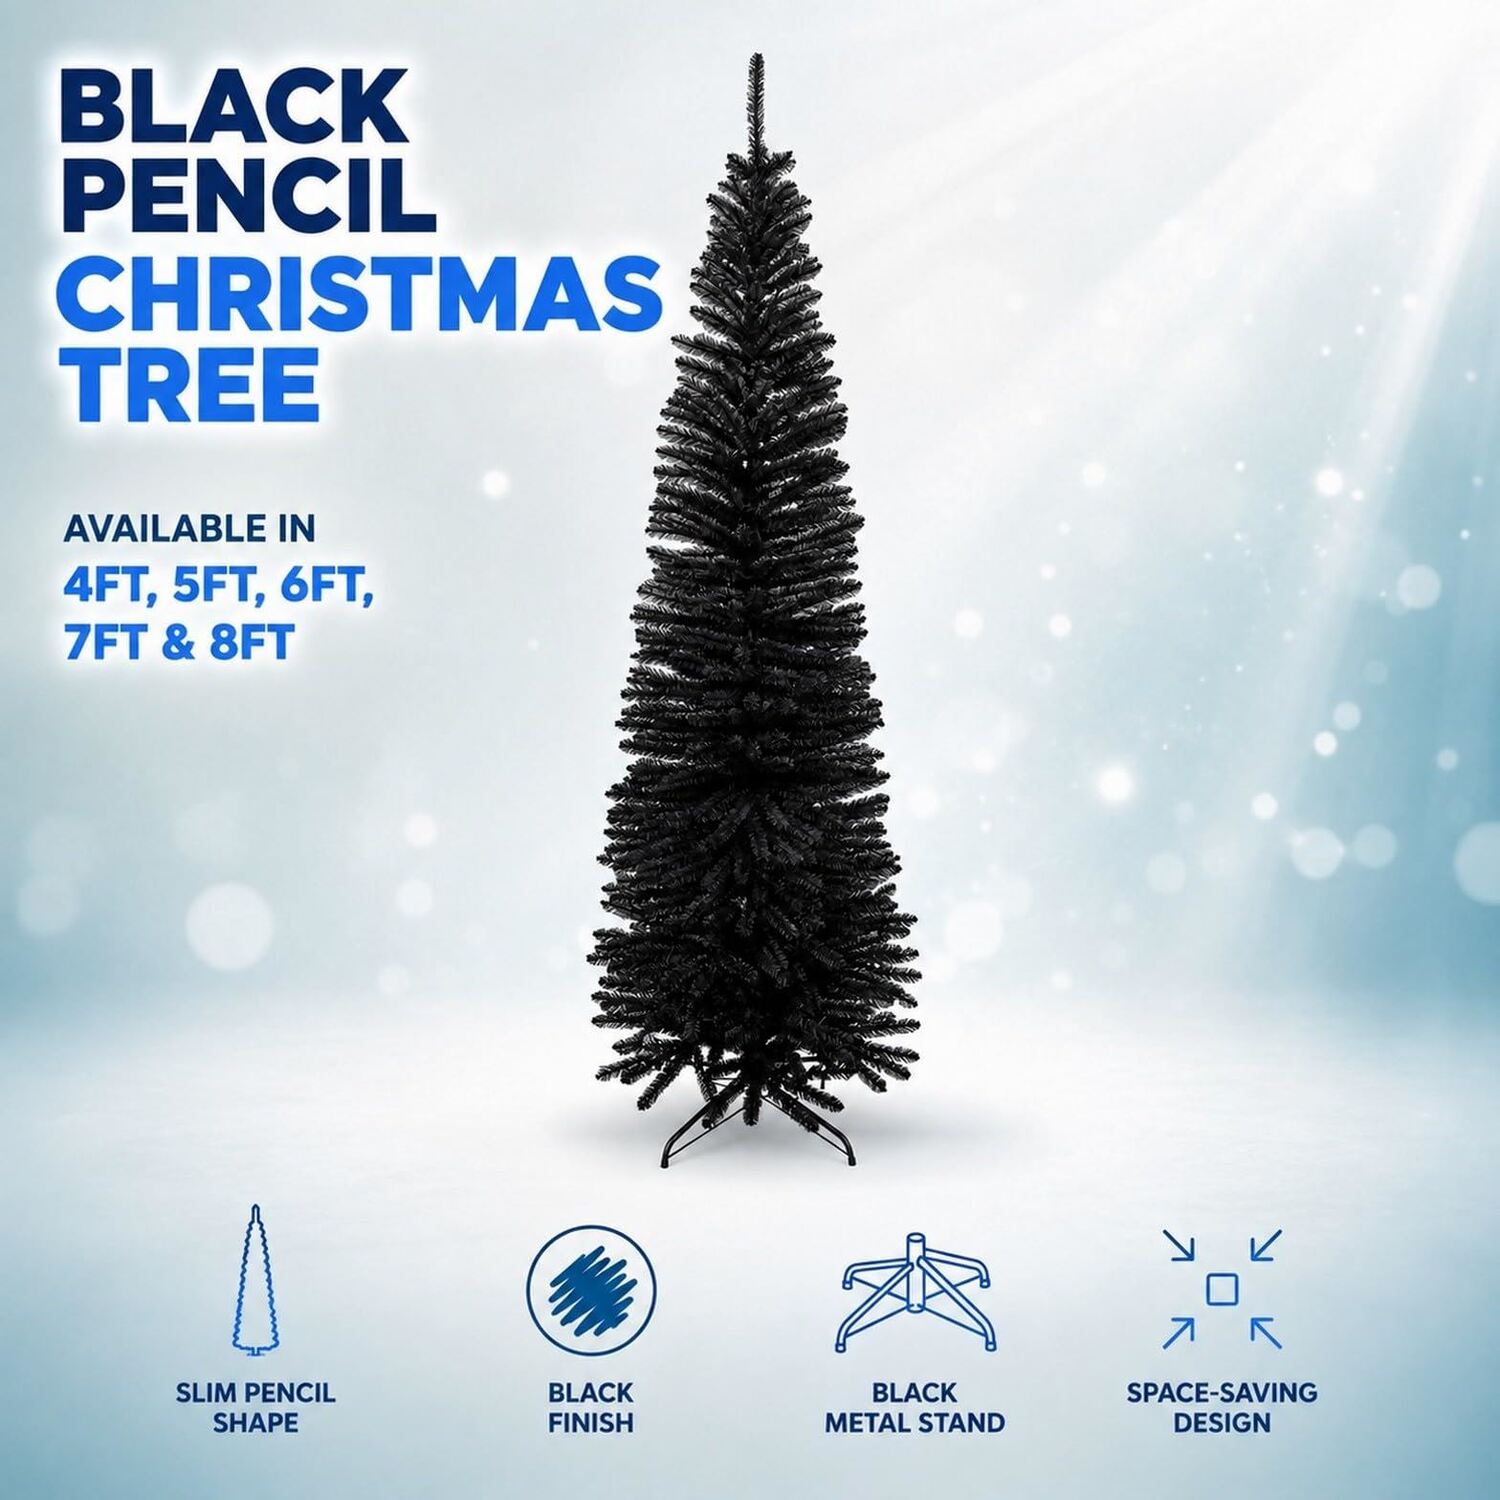 BLACK
PENCIL
CHRISTMAS
TREE
AVAILABLE IN
4FT, 5FT, 6FT,
7FT & 8FT
SLIM PENCIL
SHAPE
BLACK
FINISH
BLACK
METAL STAND
SPACE-SAVING
DESIGN